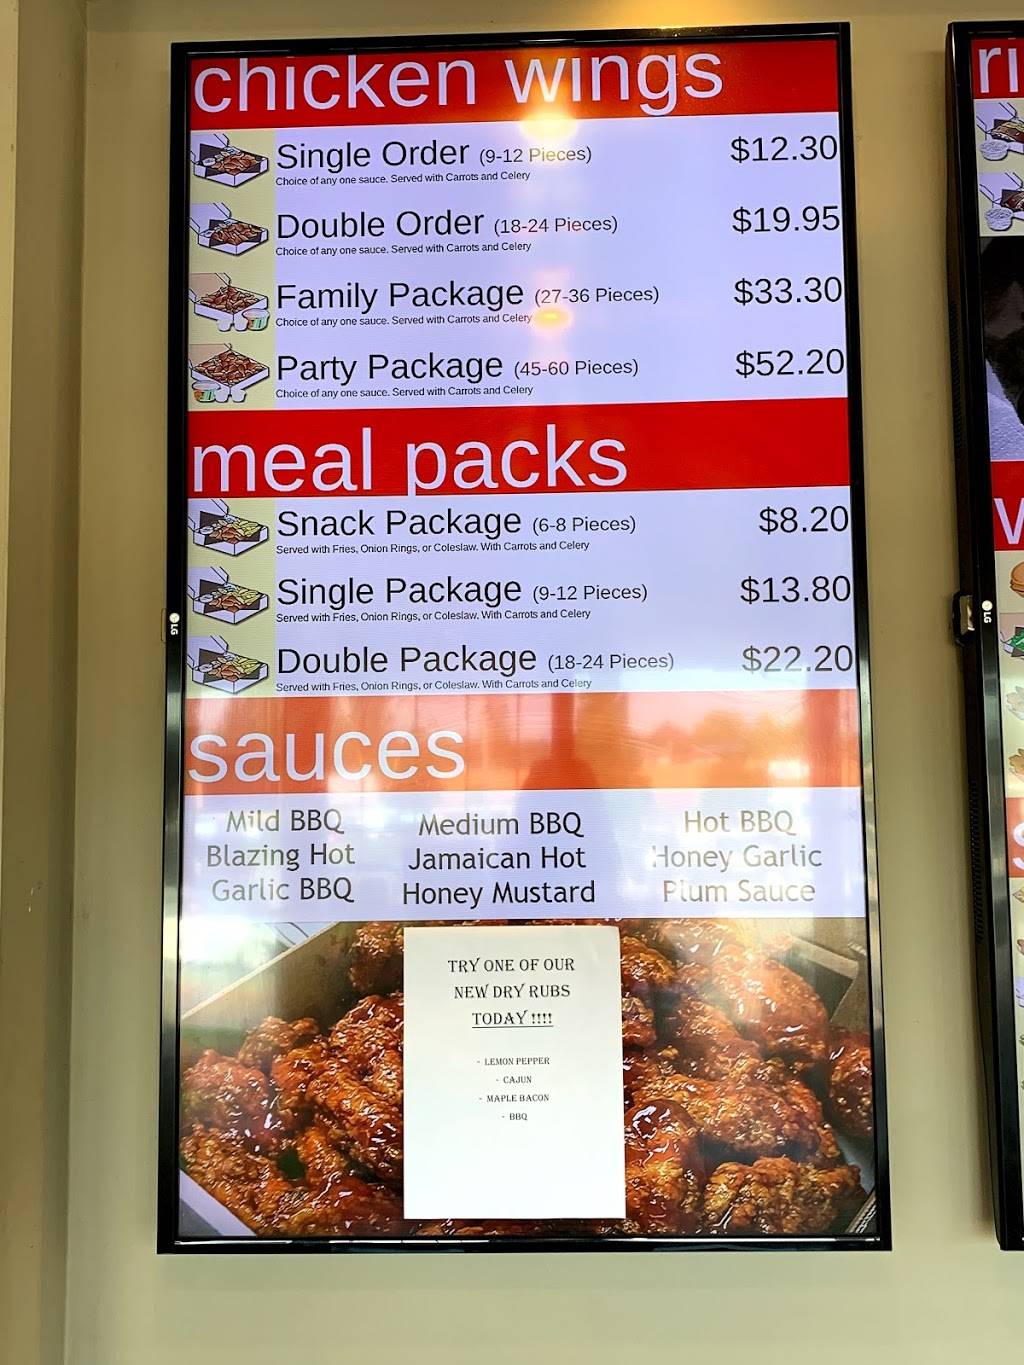 chicken wings
Single Order (9-12 Pieces) $12.30
Choice of any one sauce. Served with Carrots and Celery
Double Order (18-24 Pieces) $19.95
Choice of any one sauce. Served with Carrots and Celery
Family Package (27-36 Pieces) $33.30
Choice of any one sauce. Served with Carrots and Celery
Party Package (45-60 Pieces) $52.20
Choice of any one sauce. Served with Carrots and Celery
meal packs
Snack Package (6-8 Pieces) $8.20
Served with Fries, Onion Rings, or Coleslaw. With Carrots and Celery
Single Package (9-12 Pieces) $13.80
Served with Fries, Onion Rings, or Coleslaw. With Carrots and Celery
Double Package (18-24 Pieces) $22.20
Served with Fries, Onion Rings, or Coleslaw. With Carrots and Celery
sauces
Mild BBQ Medium BBQ Hot BBQ
Blazing Hot Jamaican Hot Honey Garlic
Garlic BBQ Honey Mustard Plum Sauce
TRY ONE OF OUR
NEW DRY RUBS
TODAY !!!!
- LEMON PEPPER
- CAJUN
- MAPLE BACON
- BBQ
LG
ri
LG